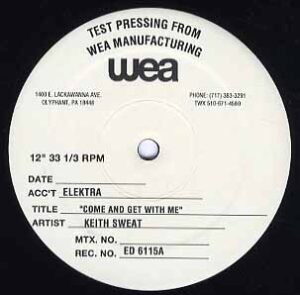 TEST PRESSING FROM
WEA MANUFACTURING
wea
1400 E. LACKAWANNA AVE.
OLYPHANT, PA 18448
PHONE: (717) 383-3291
TWX 510-671-4500
12" 33 1/3 RPM
DATE
ACC'T ELEKTRA
TITLE "COME AND GET WITH ME"
ARTIST KEITH SWEAT
MTX. NO.
REC. NO. ED 6115A